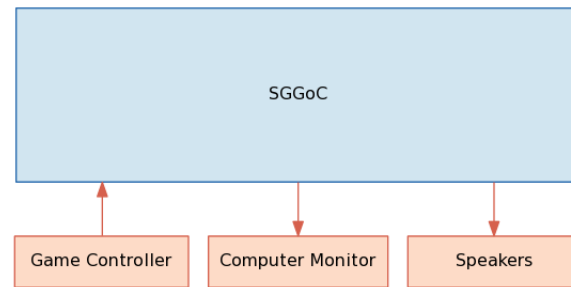 SGGoC
Game Controller
Computer Monitor
Speakers